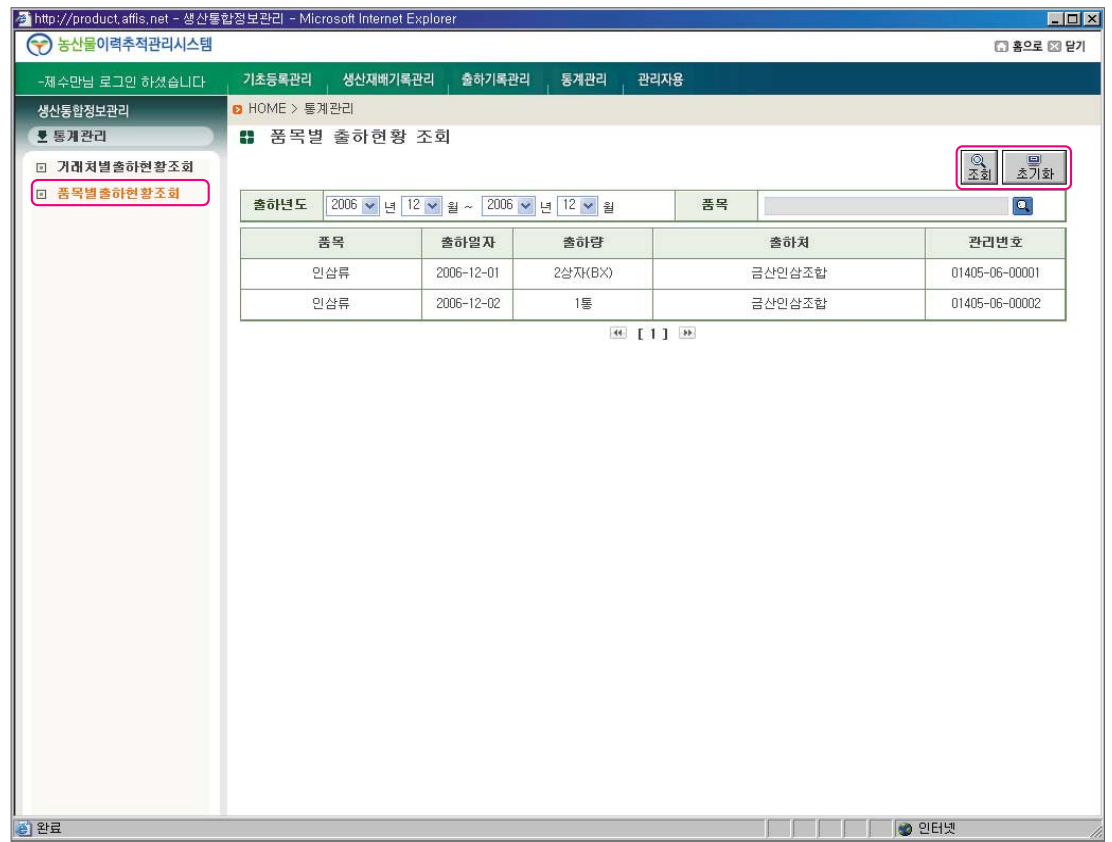 http://product,affis,net - 생산통합정보관리 - Microsoft Internet Explorer
농산물이력추적관리시스템
홈으로 닫기
-제수만님 로그인 하셨습니다
기초등록관리 생산재배기록관리 출하기록관리 통계관리 관리자용
생산통합정보관리
HOME > 통계관리
통계관리
품목별 출하현황 조회
거래처별출하현황조회
조회 초기화
품목별출하현황조회
출하년도 2006 년 12 월 ~ 2006 년 12 월 품목
품목 출하일자 출하량 출하처 관리번호
인삼류 2006-12-01 2상자(BX) 금산인삼조합 01405-06-00001
인삼류 2006-12-02 1통 금산인삼조합 01405-06-00002
[ 1 ]
완료 인터넷